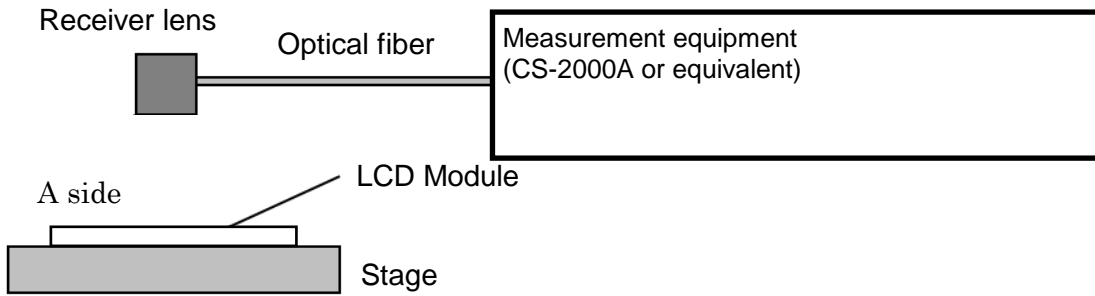 Receiver lens
Optical fiber
Measurement equipment
(CS-2000A or equivalent)
LCD Module
A side
Stage